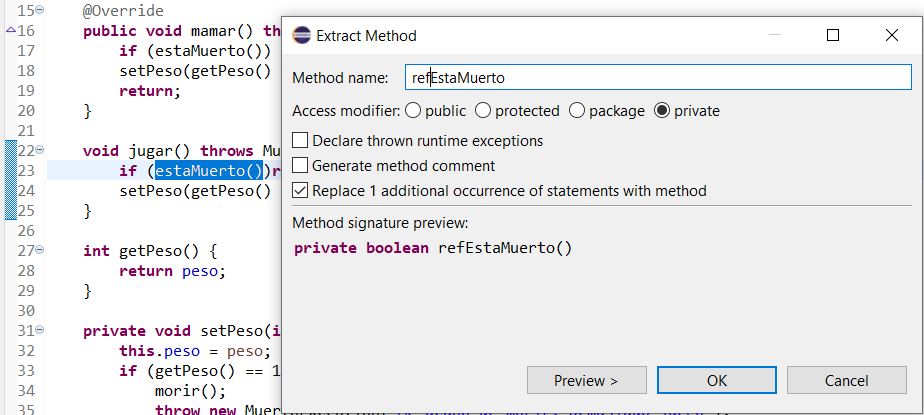 15 @Override
16 public void mamar() th
17 if (estaMuerto())
18 setPeso(getPeso()
19 return;
20 }
21
22 void jugar() throws Mu
23 if (estaMuerto())r
24 setPeso(getPeso()
25 }
26
27 int getPeso() {
28 return peso;
29 }
30
31 private void setPeso(i
32 this.peso = peso;
33 if (getPeso() == 1
34 morir();
35
Extract Method
Method name: refEstaMuerto
Access modifier: public protected package private
Declare thrown runtime exceptions
Generate method comment
Replace 1 additional occurrence of statements with method
Method signature preview:
private boolean refEstaMuerto()
Preview > OK Cancel